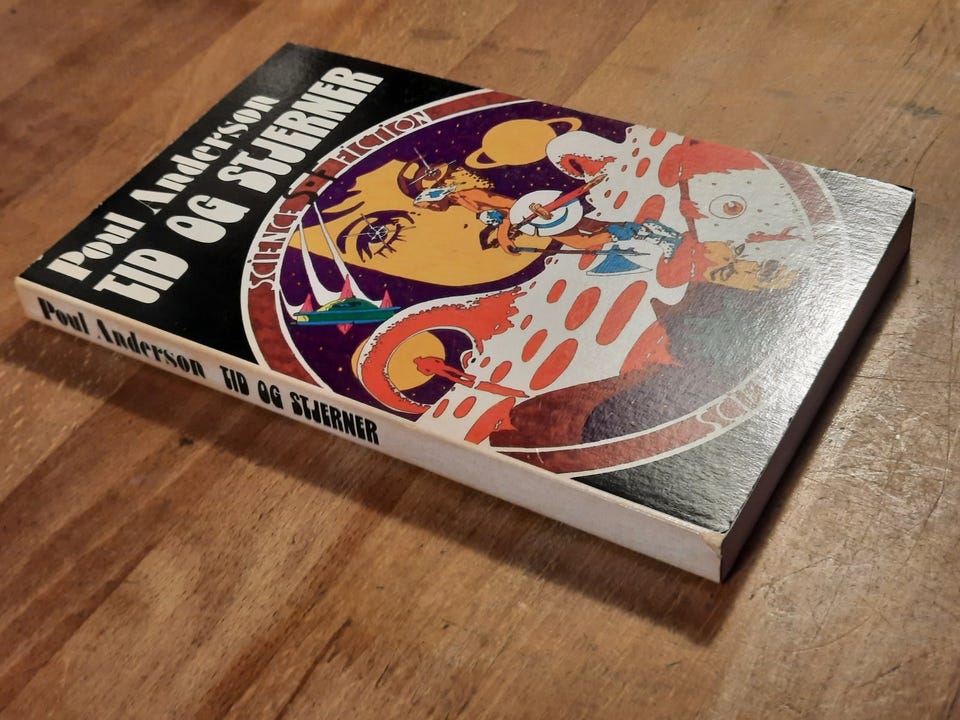 Poul Anderson
TID OG STJERNER
SCIENCE FICTION
Poul Anderson TID OG STJERNER